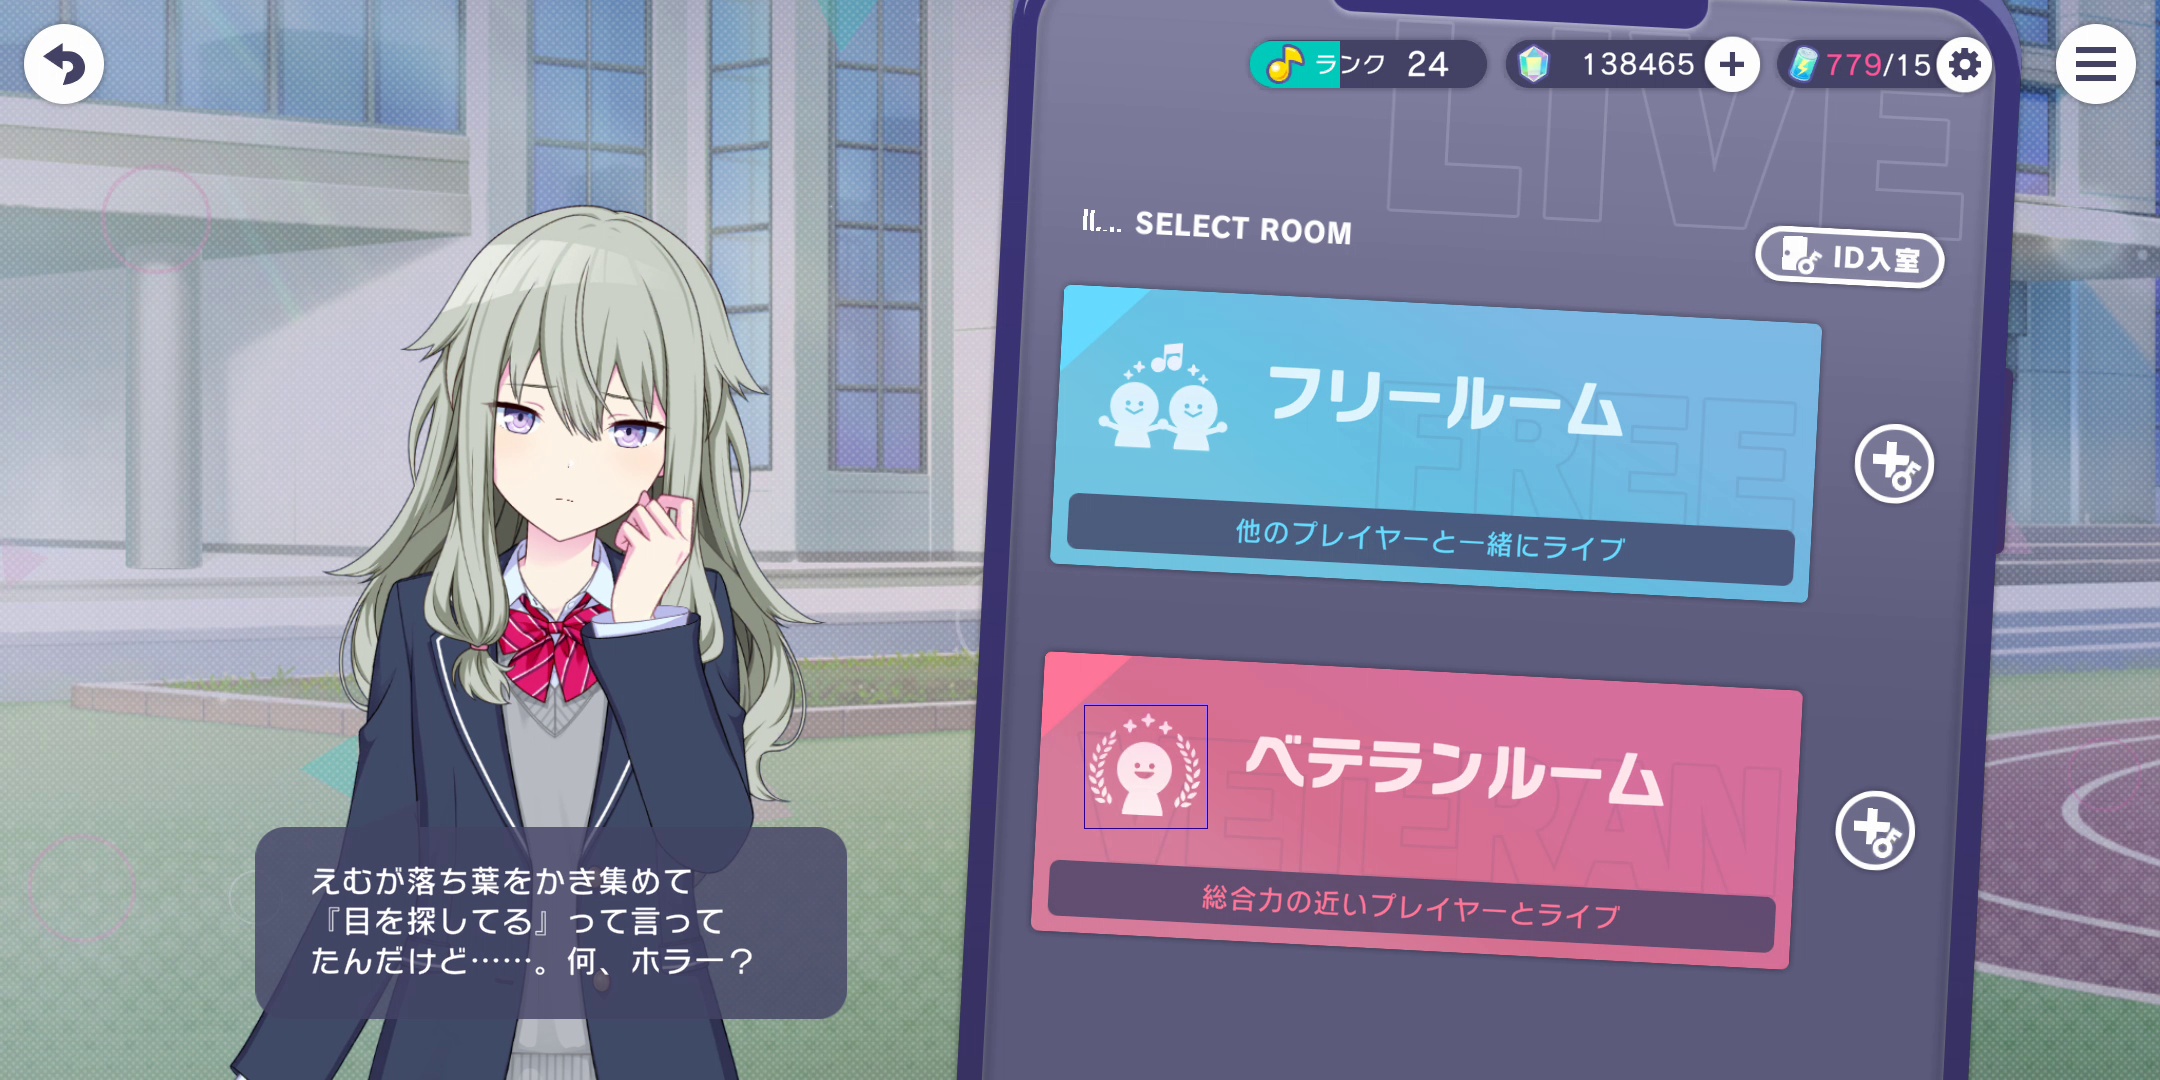 ランク 24
138465
779/15
LIVE
SELECT ROOM
ID入室
フリールーム
FREE
他のプレイヤーと一緒にライブ
ベテランルーム
VETERAN
総合力の近いプレイヤーとライブ
えむが落ち葉をかき集めて
『目を探してる』って言って
たんだけど……。何、ホラー？